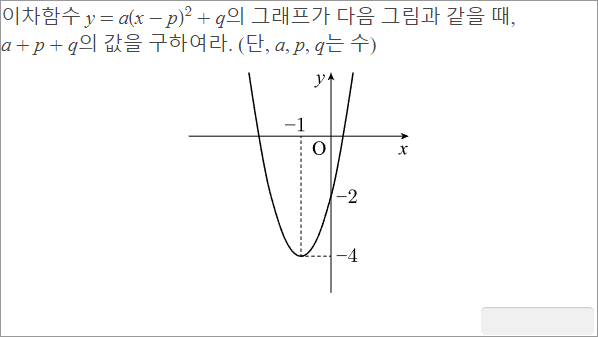 이차함수 y = a(x − p)² + q의 그래프가 다음 그림과 같을 때,
a + p + q의 값을 구하여라. (단, a, p, q는 수)
y
−1
O
x
−2
−4